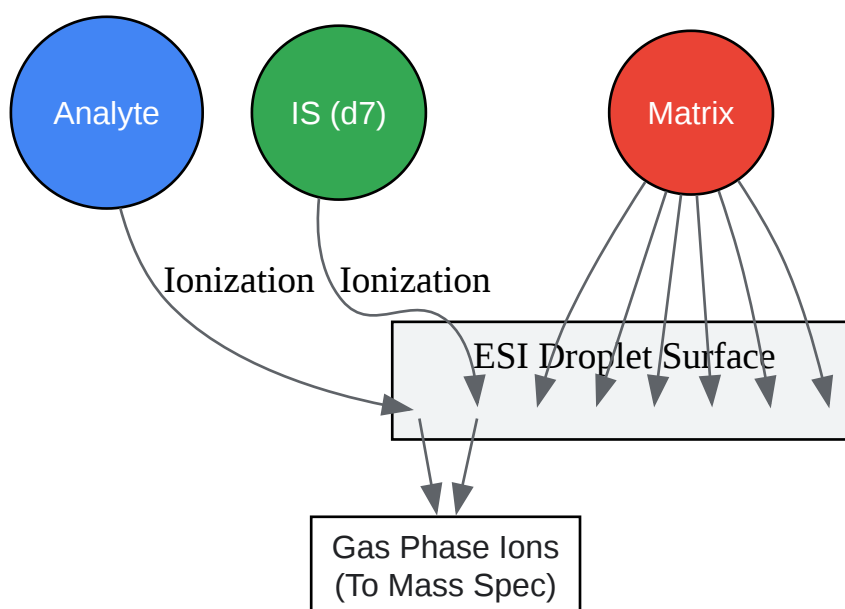 Analyte
IS (d7)
Matrix
Ionization
Ionization
ESI Droplet Surface
Gas Phase Ions
(To Mass Spec)